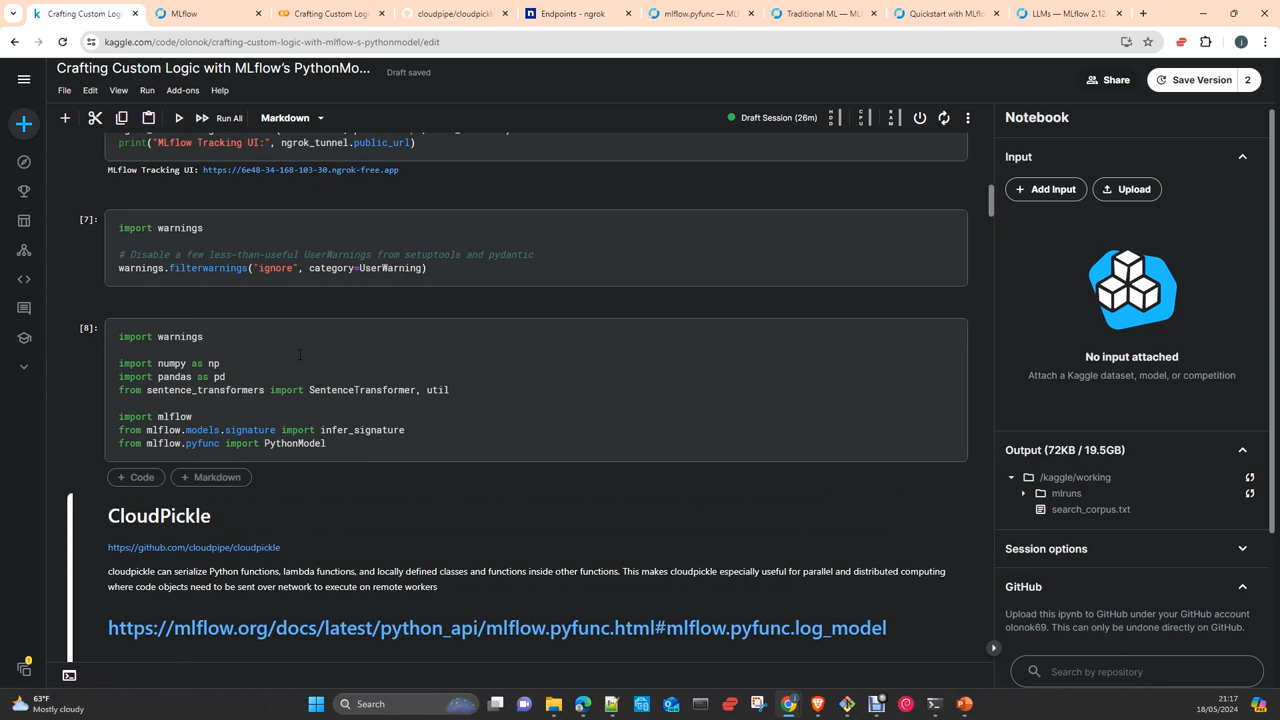 Crafting Custom Logi
MLflow
Crafting Custom Logi
cloudpipe/cloudpickl
Endpoints - ngrok
mlflow.pyfunc — ML
Traditional ML — ML
Quickstart with MLfl
LLMs — MLflow 2.12.
kaggle.com/code/olonok/crafting-custom-logic-with-mlflow-s-pythonmodel/edit
Crafting Custom Logic with MLflow's PythonMo...
Draft saved
Share
Save Version
2
File
Edit
View
Run
Add-ons
Help
Run All
Markdown
Draft Session (26m)
HDD
CPU
RAM
print("MLflow Tracking UI:", ngrok_tunnel.public_url)
MLflow Tracking UI: https://6e48-34-168-103-30.ngrok-free.app
[7]:
import warnings
# Disable a few less-than-useful UserWarnings from setuptools and pydantic
warnings.filterwarnings("ignore", category=UserWarning)
[8]:
import warnings
import numpy as np
import pandas as pd
from sentence_transformers import SentenceTransformer, util
import mlflow
from mlflow.models.signature import infer_signature
from mlflow.pyfunc import PythonModel
+ Code
+ Markdown
CloudPickle
https://github.com/cloudpipe/cloudpickle
cloudpickle can serialize Python functions, lambda functions, and locally defined classes and functions inside other functions. This makes cloudpickle especially useful for parallel and distributed computing
where code objects need to be sent over network to execute on remote workers
https://mlflow.org/docs/latest/python_api/mlflow.pyfunc.html#mlflow.pyfunc.log_model
Notebook
Input
Add Input
Upload
No input attached
Attach a Kaggle dataset, model, or competition
Output (72KB / 19.5GB)
/kaggle/working
mlruns
search_corpus.txt
Session options
GitHub
Upload this ipynb to GitHub under your GitHub account
olonok69. This can only be undone directly on GitHub.
Search by repository
1
63°F
Mostly cloudy
Search
21:17
18/05/2024